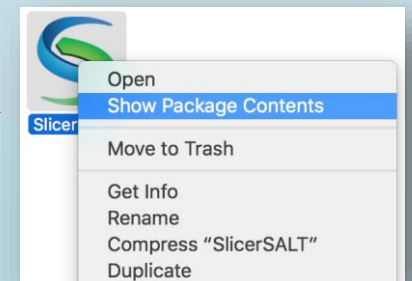 Slicer
Open
Show Package Contents
Move to Trash
Get Info
Rename
Compress “SlicerSALT”
Duplicate